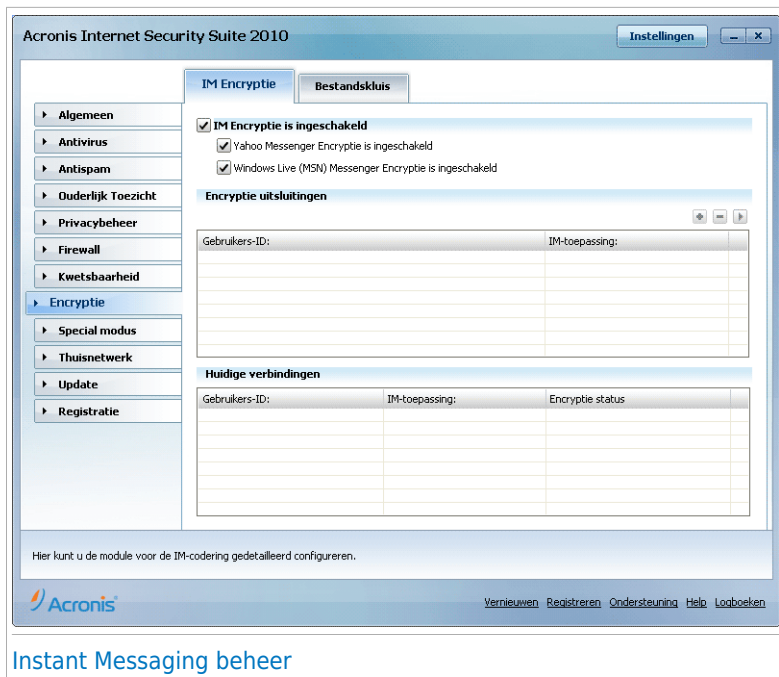 Acronis Internet Security Suite 2010
Instellingen
IM Encryptie
Bestandskluis
Algemeen
Antivirus
Antispam
Ouderlijk Toezicht
Privacybeheer
Firewall
Kwetsbaarheid
Encryptie
Special modus
Thuisnetwerk
Update
Registratie
IM Encryptie is ingeschakeld
Yahoo Messenger Encryptie is ingeschakeld
Windows Live (MSN) Messenger Encryptie is ingeschakeld
Encryptie uitsluitingen
Gebruikers-ID: IM-toepassing:
Huidige verbindingen
Gebruikers-ID: IM-toepassing: Encryptie status
Hier kunt u de module voor de IM-codering gedetailleerd configureren.
Acronis
Vernieuwen Registreren Ondersteuning Help Logboeken
Instant Messaging beheer